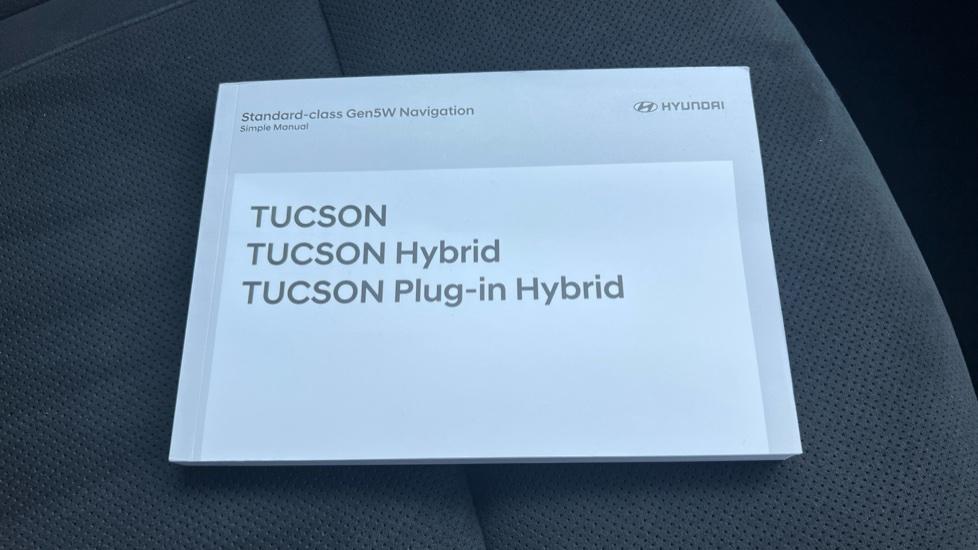 Standard-class Gen5W Navigation
Simple Manual
HYUNDAI
TUCSON
TUCSON Hybrid
TUCSON Plug-in Hybrid